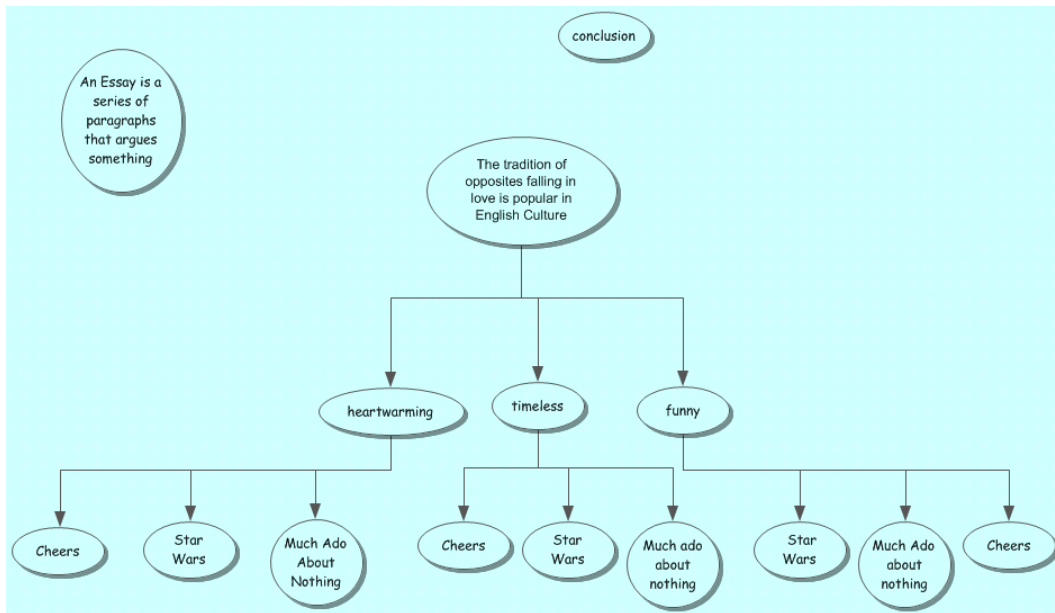 conclusion
An Essay is a
series of
paragraphs
that argues
something
The tradition of
opposites falling in
love is popular in
English Culture
heartwarming
timeless
funny
Cheers
Star
Wars
Much Ado
About
Nothing
Cheers
Star
Wars
Much ado
about
nothing
Star
Wars
Much Ado
about
nothing
Cheers